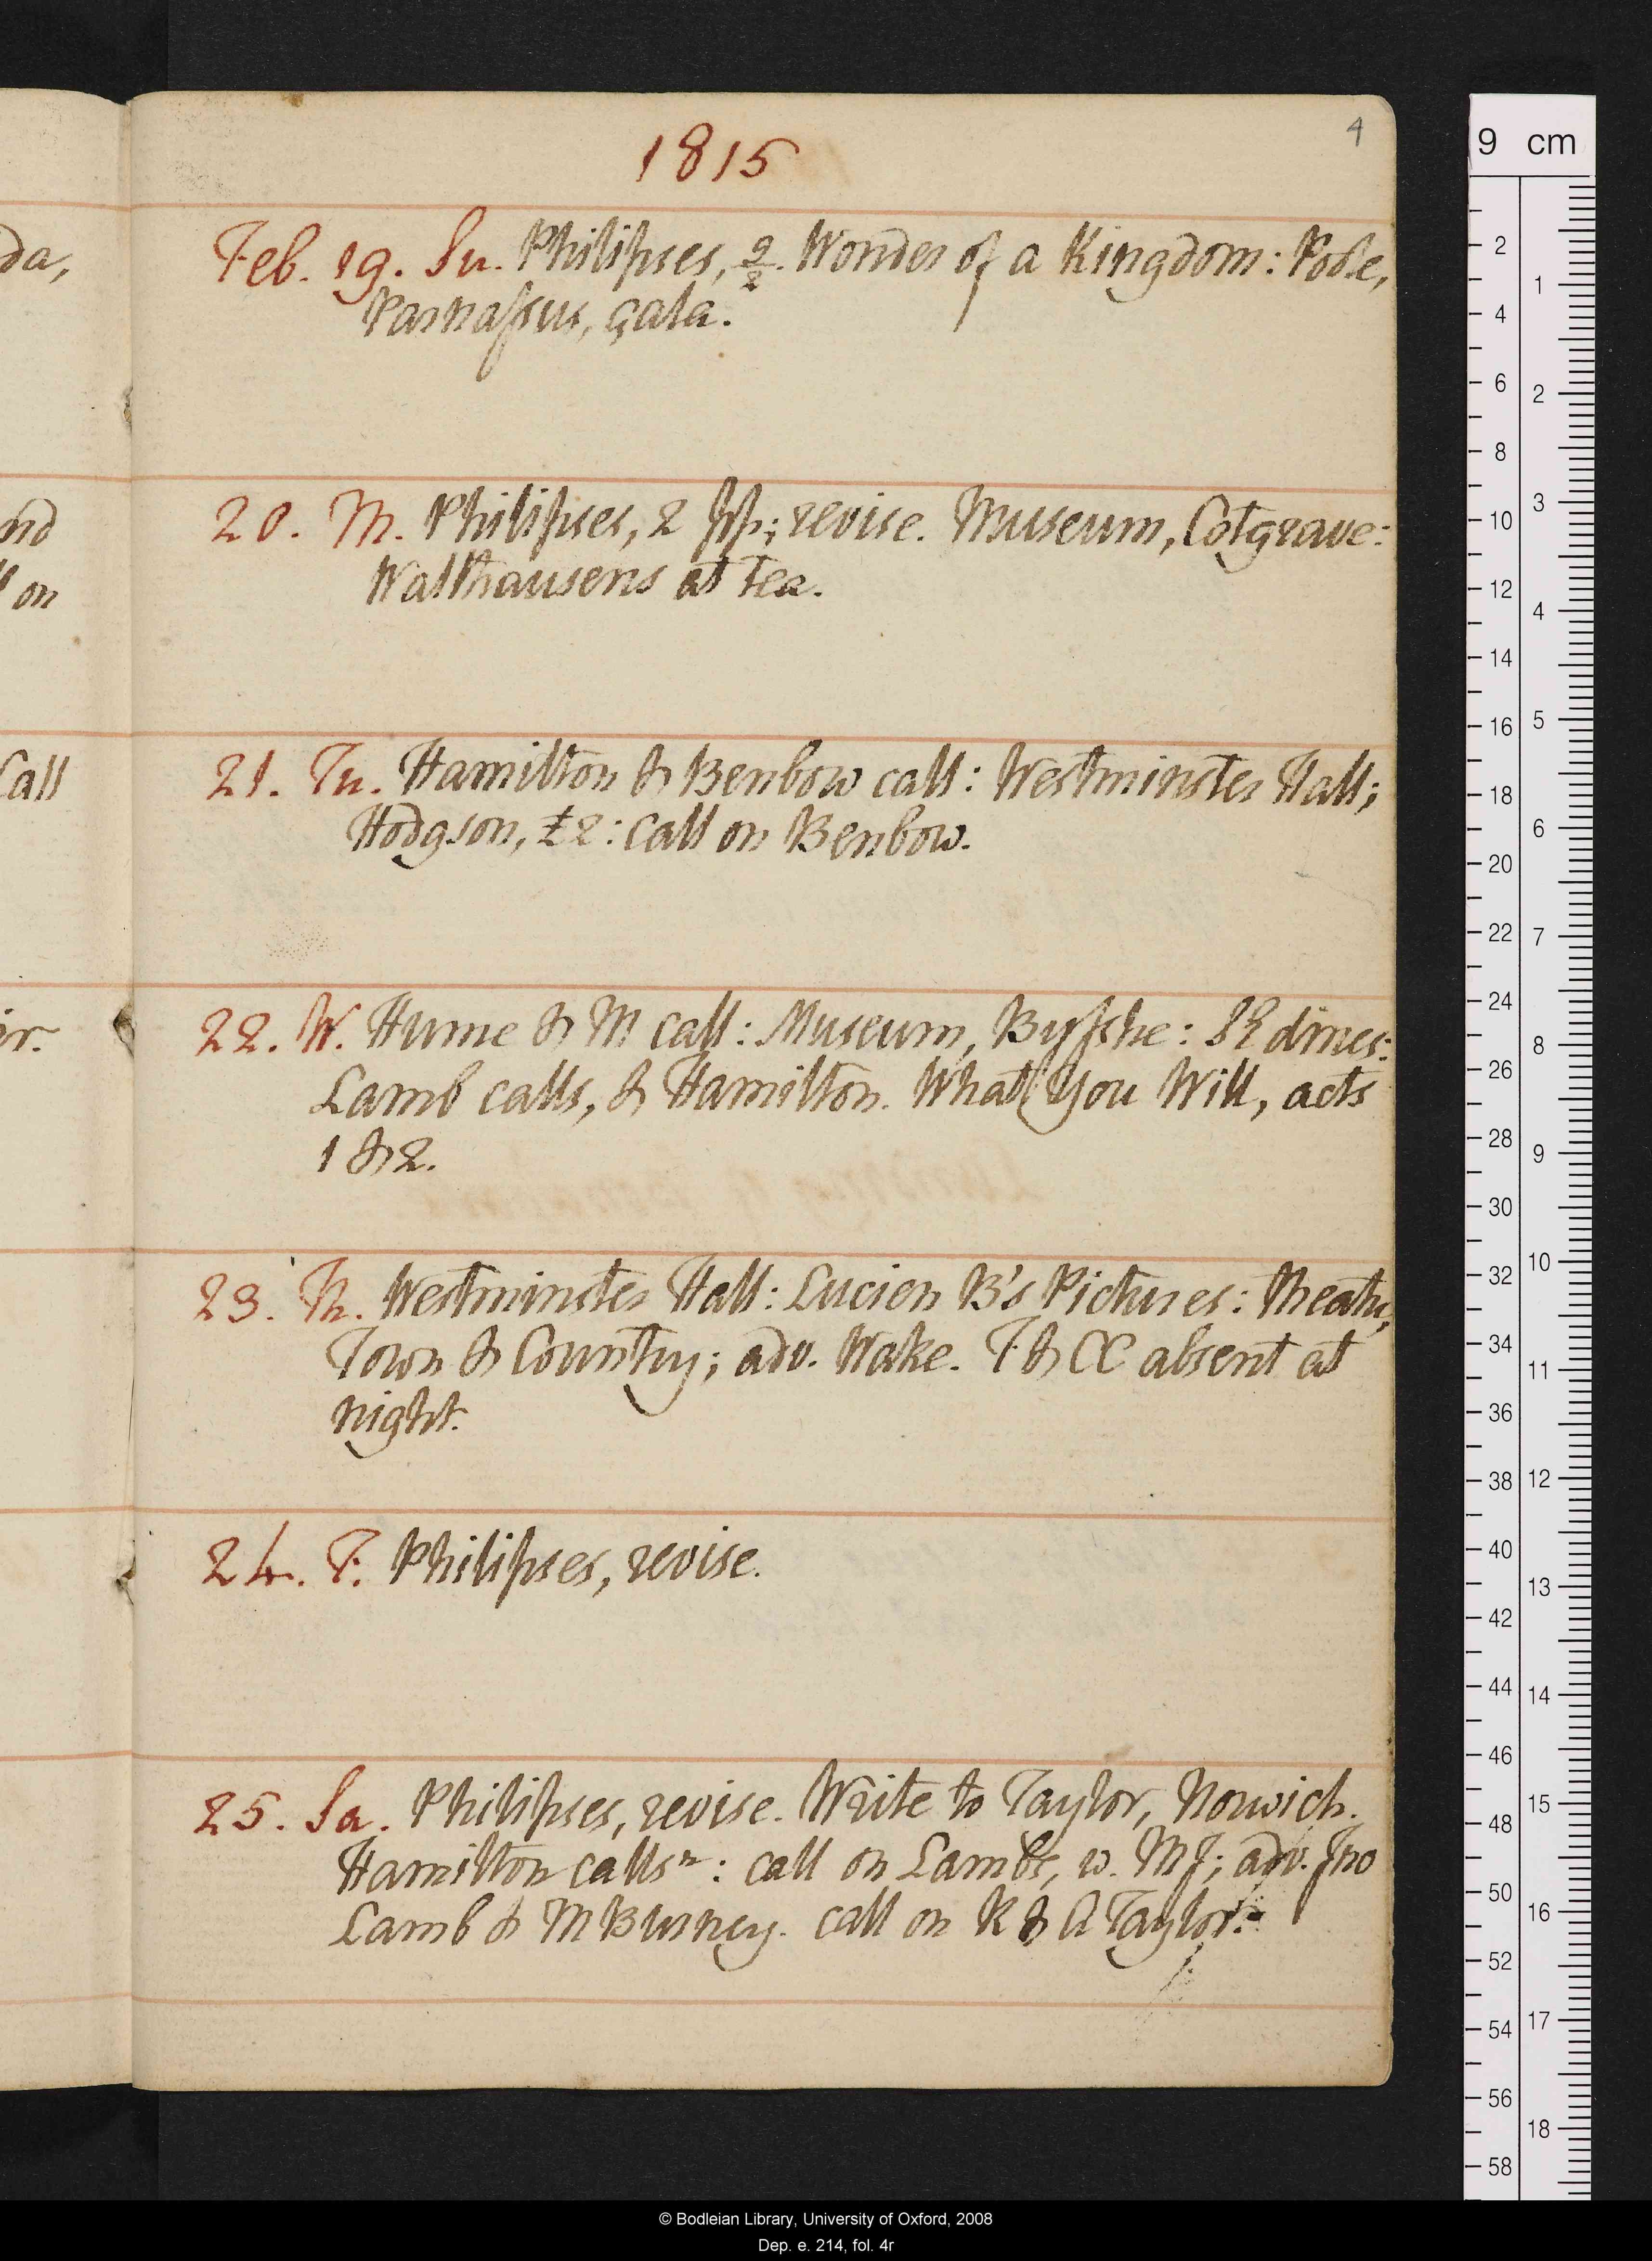 1815
4
Feb. 19. Su. Philipses, 2/2. Wonder of a Kingdom: Pole,
Parnassus, çala.
20. M. Philipses, 2 pp; revise. Museum, Cotgrave:
Walthausens at tea.
21. Tu. Hamilton & Benbow call: Westminster Hall;
Hodgson, £2: call on Benbow.
22. W. Hume & M call: Museum, Bysshe: SE dines:
Lamb calls, & Hamilton. What You Will, acts
1 & 2.
23. Th. Westminster Hall: Lucien B's Pictures: theatre,
Town & Country; adv. Wake. F & CC absent at
night.
24. F. Philipses, revise.
25. Sa. Philipses, revise. Write to Taylor, Norwich.
Hamilton calls n: call on Lambs, w. MJ; adv. Jno
Lamb & M Burney. call on R & A Taylor.
da,
nd
on
Call
ir.
9 cm
2
4
6
8
10
12
14
16
18
20
22
24
26
28
30
32
34
36
38
40
42
44
46
48
50
52
54
56
58
1
2
3
4
5
6
7
8
9
10
11
12
13
14
15
16
17
18
© Bodleian Library, University of Oxford, 2008
Dep. e. 214, fol. 4r